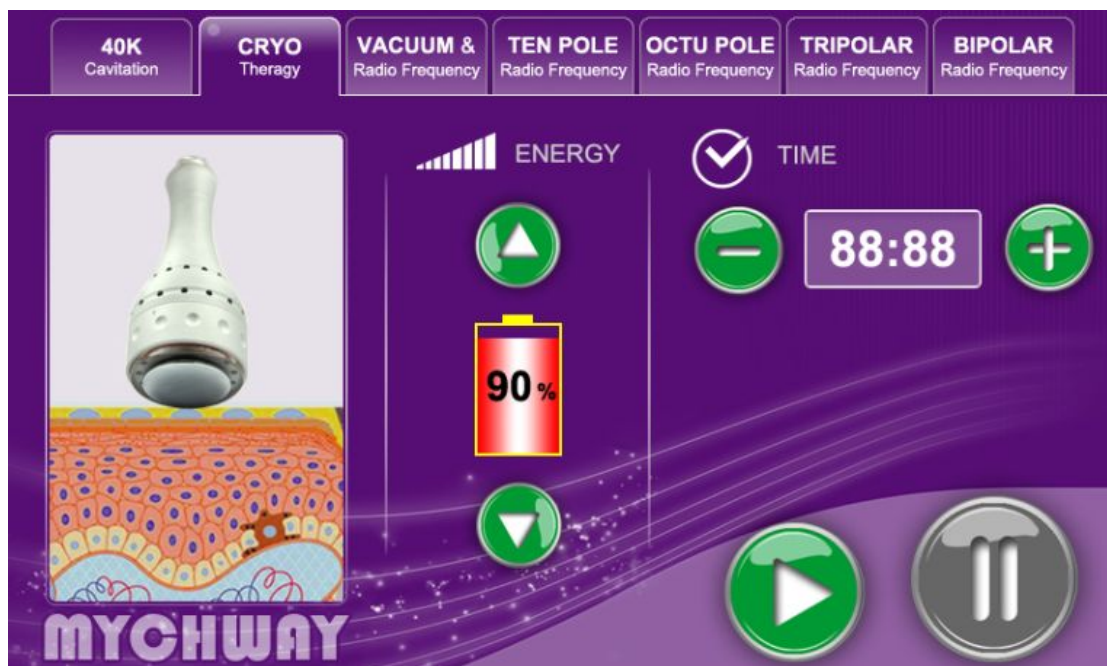 40K
Cavitation
CRYO
Theragy
VACUUM &
Radio Frequency
TEN POLE
Radio Frequency
OCTU POLE
Radio Frequency
TRIPOLAR
Radio Frequency
BIPOLAR
Radio Frequency
ENERGY
TIME
88:88
90%
MYCHWAY